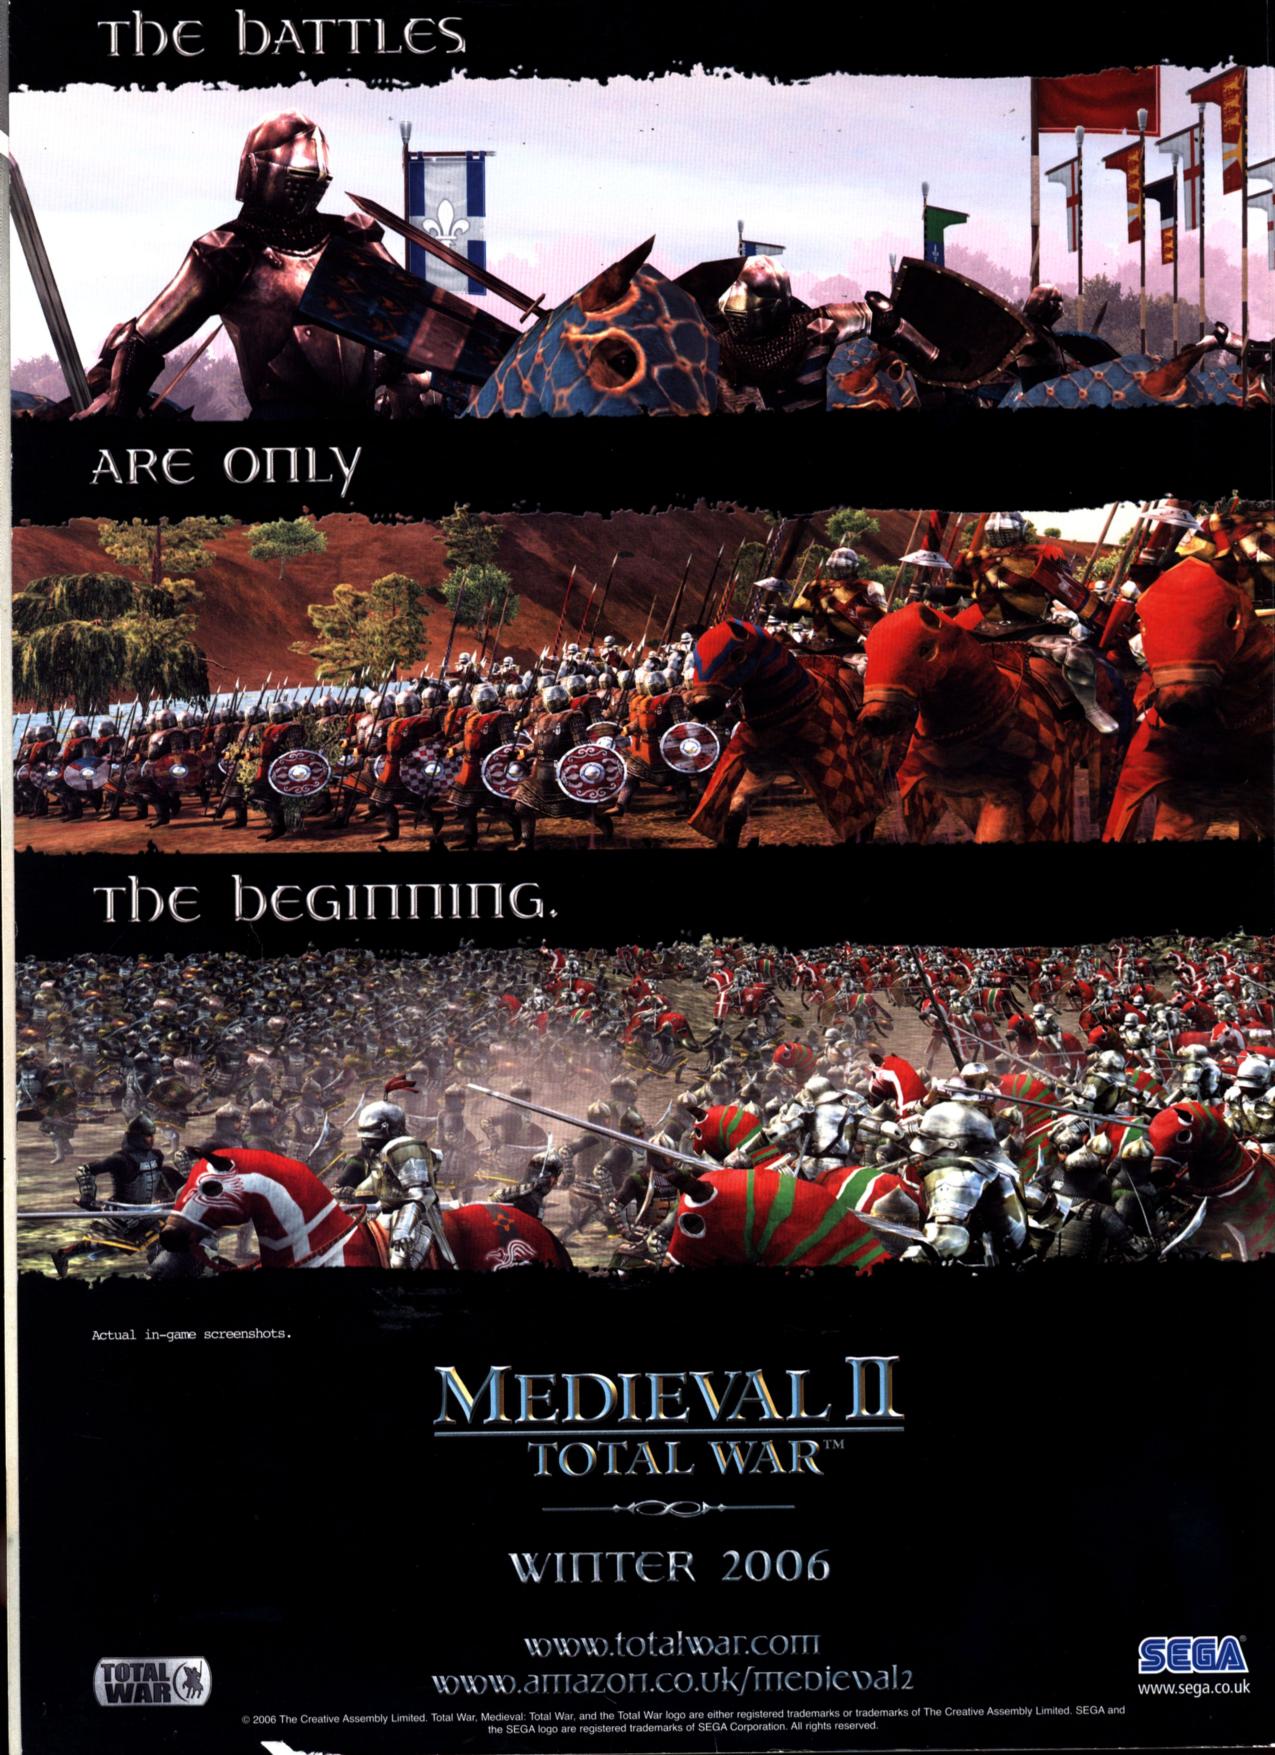 THE BATTLES
ARE ONLY
THE BEGINNING.
Actual in-game screenshots.
MEDIEVAL II
TOTAL WAR™
WINTER 2006
www.totalwar.com
www.amazon.co.uk/medieval2
TOTAL
WAR
SEGA®
www.sega.co.uk
© 2006 The Creative Assembly Limited. Total War, Medieval: Total War, and the Total War logo are either registered trademarks or trademarks of The Creative Assembly Limited. SEGA and
the SEGA logo are registered trademarks of SEGA Corporation. All rights reserved.